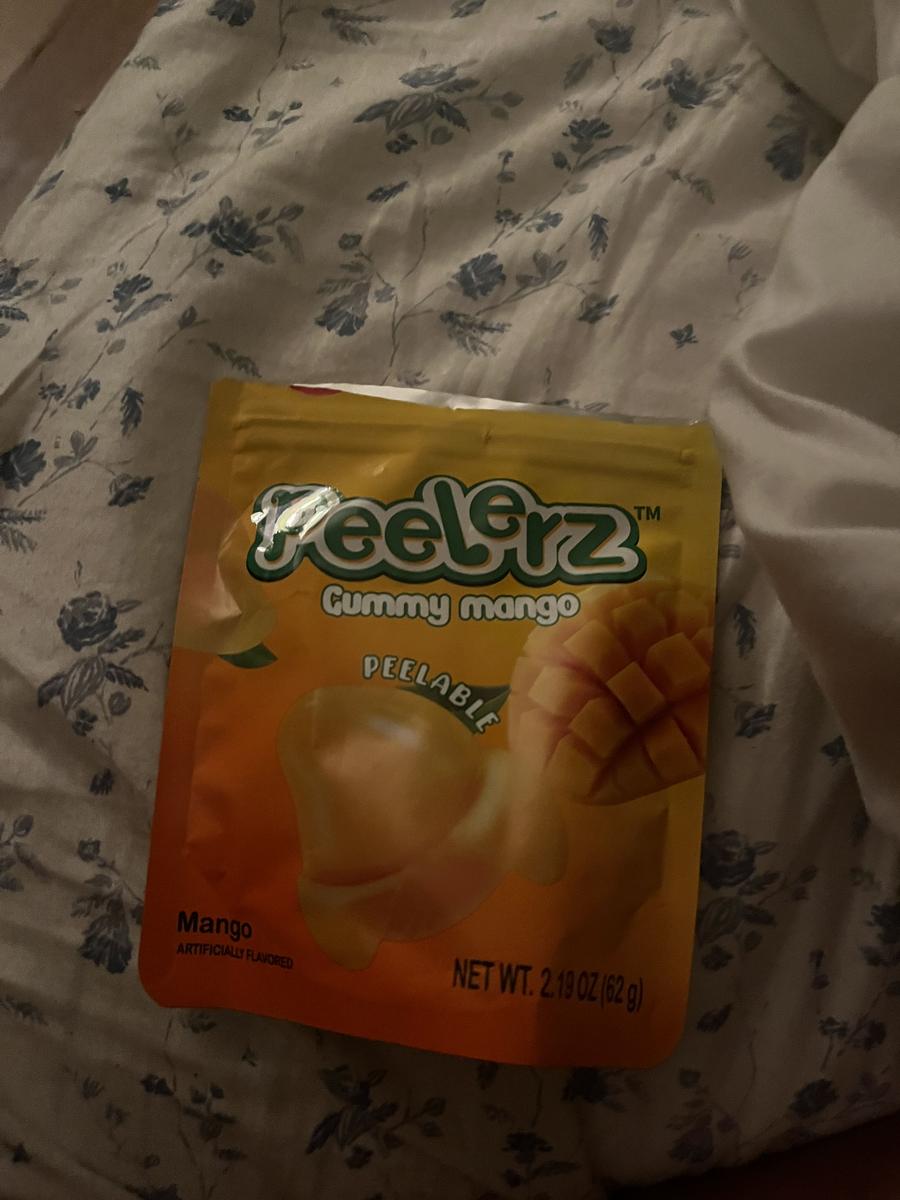 Peelerz™
Gummy mango
PEELABLE
Mango
ARTIFICIALLY FLAVORED
NET WT. 2.19 OZ (62 g)